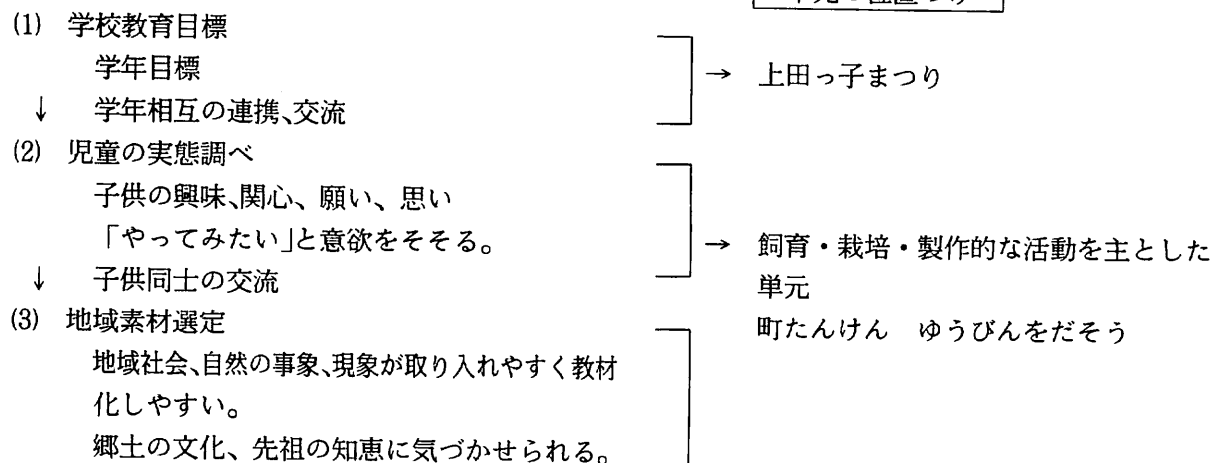 (1) 学校教育目標
学年目標
→ 上田っ子まつり
↓ 学年相互の連携、交流
(2) 児童の実態調べ
子供の興味、関心、願い、思い
「やってみたい」と意欲をそそる。
→ 飼育・栽培・製作的な活動を主とした
↓ 子供同士の交流
単元
(3) 地域素材選定
町たんけん ゆうびんをだそう
地域社会、自然の事象、現象が取り入れやすく教材
化しやすい。
郷土の文化、先祖の知恵に気づかせられる。